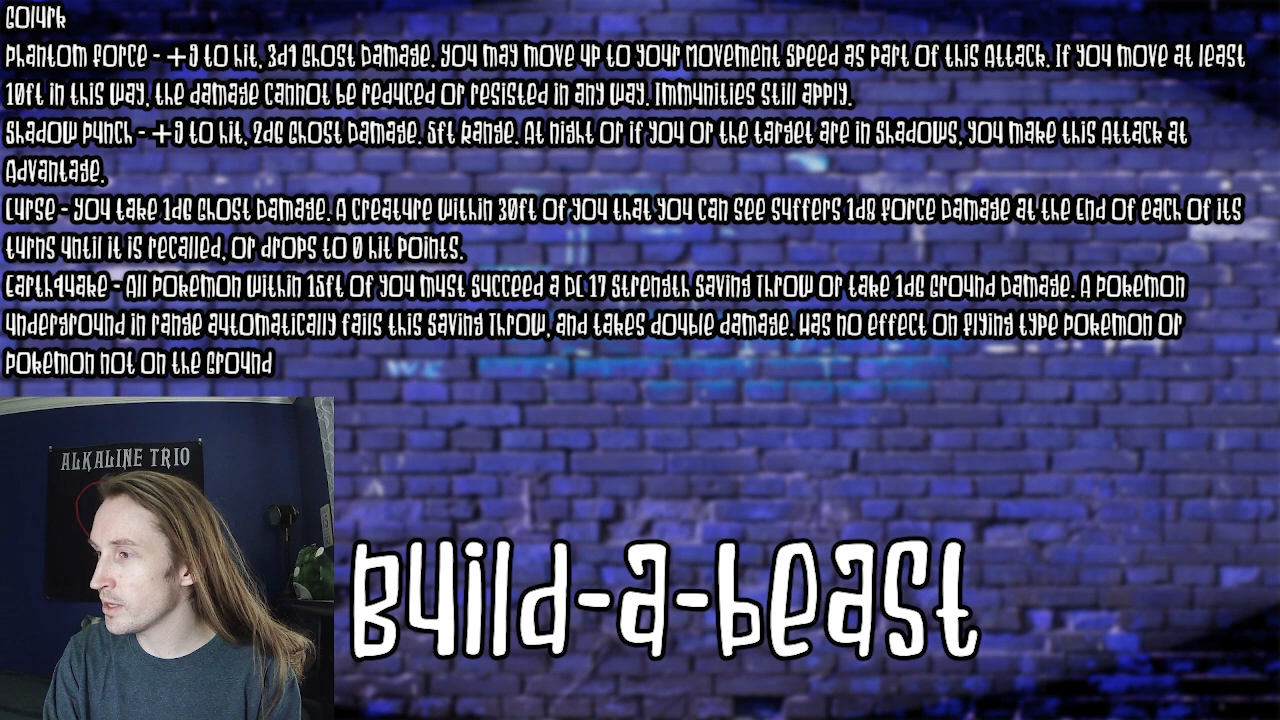 Golurk
Phantom Force - +9 to hit, 3d7 Ghost Damage. You may move up to your Movement Speed as part of this Attack. If you move at least
10ft in this way, the damage cannot be reduced or resisted in any way. Immunities still apply.
Shadow Punch - +9 to hit, 2d6 Ghost Damage. 5ft Range. At night or if you or the target are in shadows, you make this Attack at
Advantage.
Curse - You take 1d6 Ghost Damage. A Creature within 30ft of you that you can see suffers 1d8 Force Damage at the End of each of its
turns until it is recalled, or drops to 0 hit points.
Earthquake - All Pokemon within 15ft of you must succeed a DC 17 Strength Saving Throw or take 1d6 Ground Damage. A Pokemon
underground in range automatically fails this Saving Throw, and takes double damage. Has no effect on Flying type Pokemon or
Pokemon not on the Ground
ALKALINE TRIO
Build-a-beast